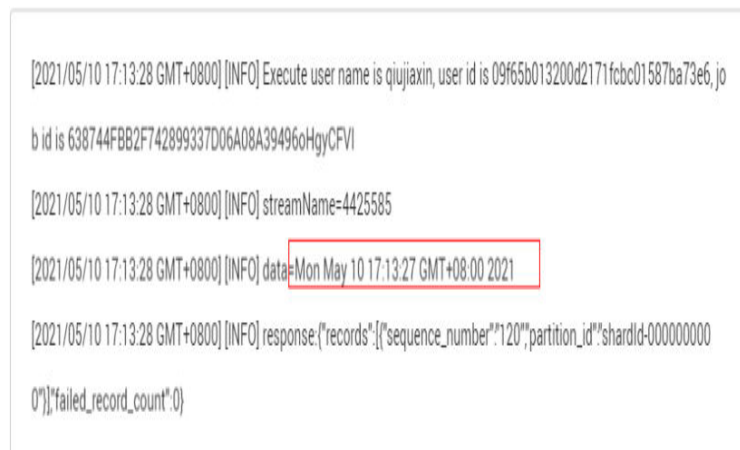 [2021/05/10 17:13:28 GMT+0800] [INFO] Execute user name is qiujiaxin, user id is 09f65b013200d2171fcbc01587ba73e6, jo
b id is 638744FBB2F742899337D06A08A39496oHgyCFVI
[2021/05/10 17:13:28 GMT+0800] [INFO] streamName=4425585
[2021/05/10 17:13:28 GMT+0800] [INFO] data=Mon May 10 17:13:27 GMT+08:00 2021
[2021/05/10 17:13:28 GMT+0800] [INFO] response:{"records":[{"sequence_number":"120","partition_id":"shardId-000000000
0"}],"failed_record_count":0}